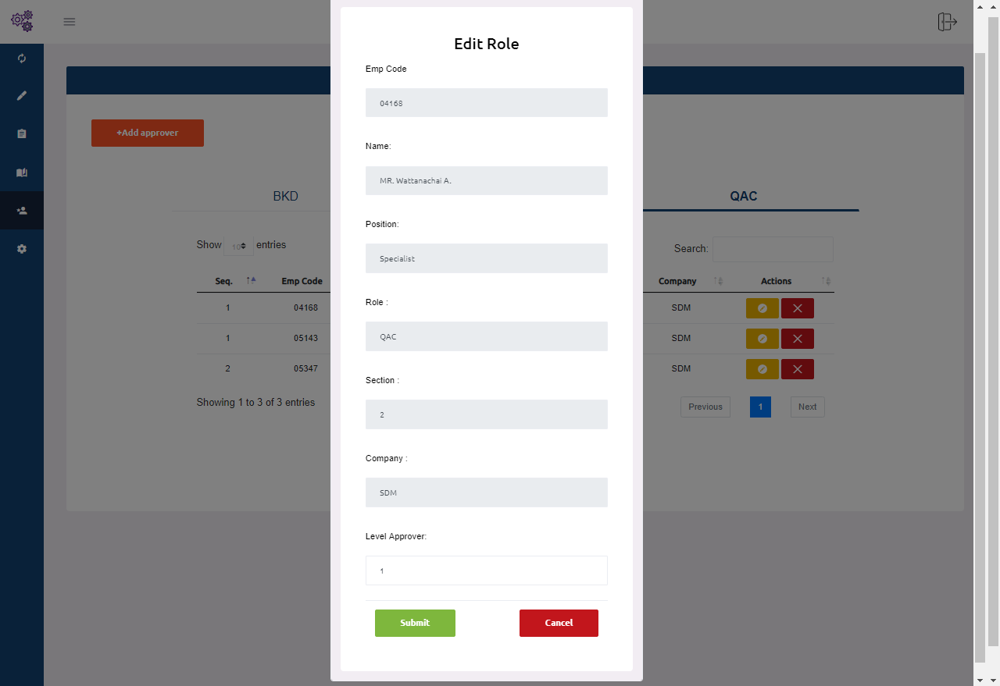 Edit Role
Emp Code
04168
Name:
MR. Wattanachai A.
Position:
Specialist
Role :
QAC
Section :
2
Company :
SDM
Level Approver:
1
Submit Cancel
+Add approver
BKD QAC
Show 10 entries Search:
Seq. Emp Code Company Actions
1 04168 SDM
1 05143 SDM
2 05347 SDM
Showing 1 to 3 of 3 entries Previous 1 Next